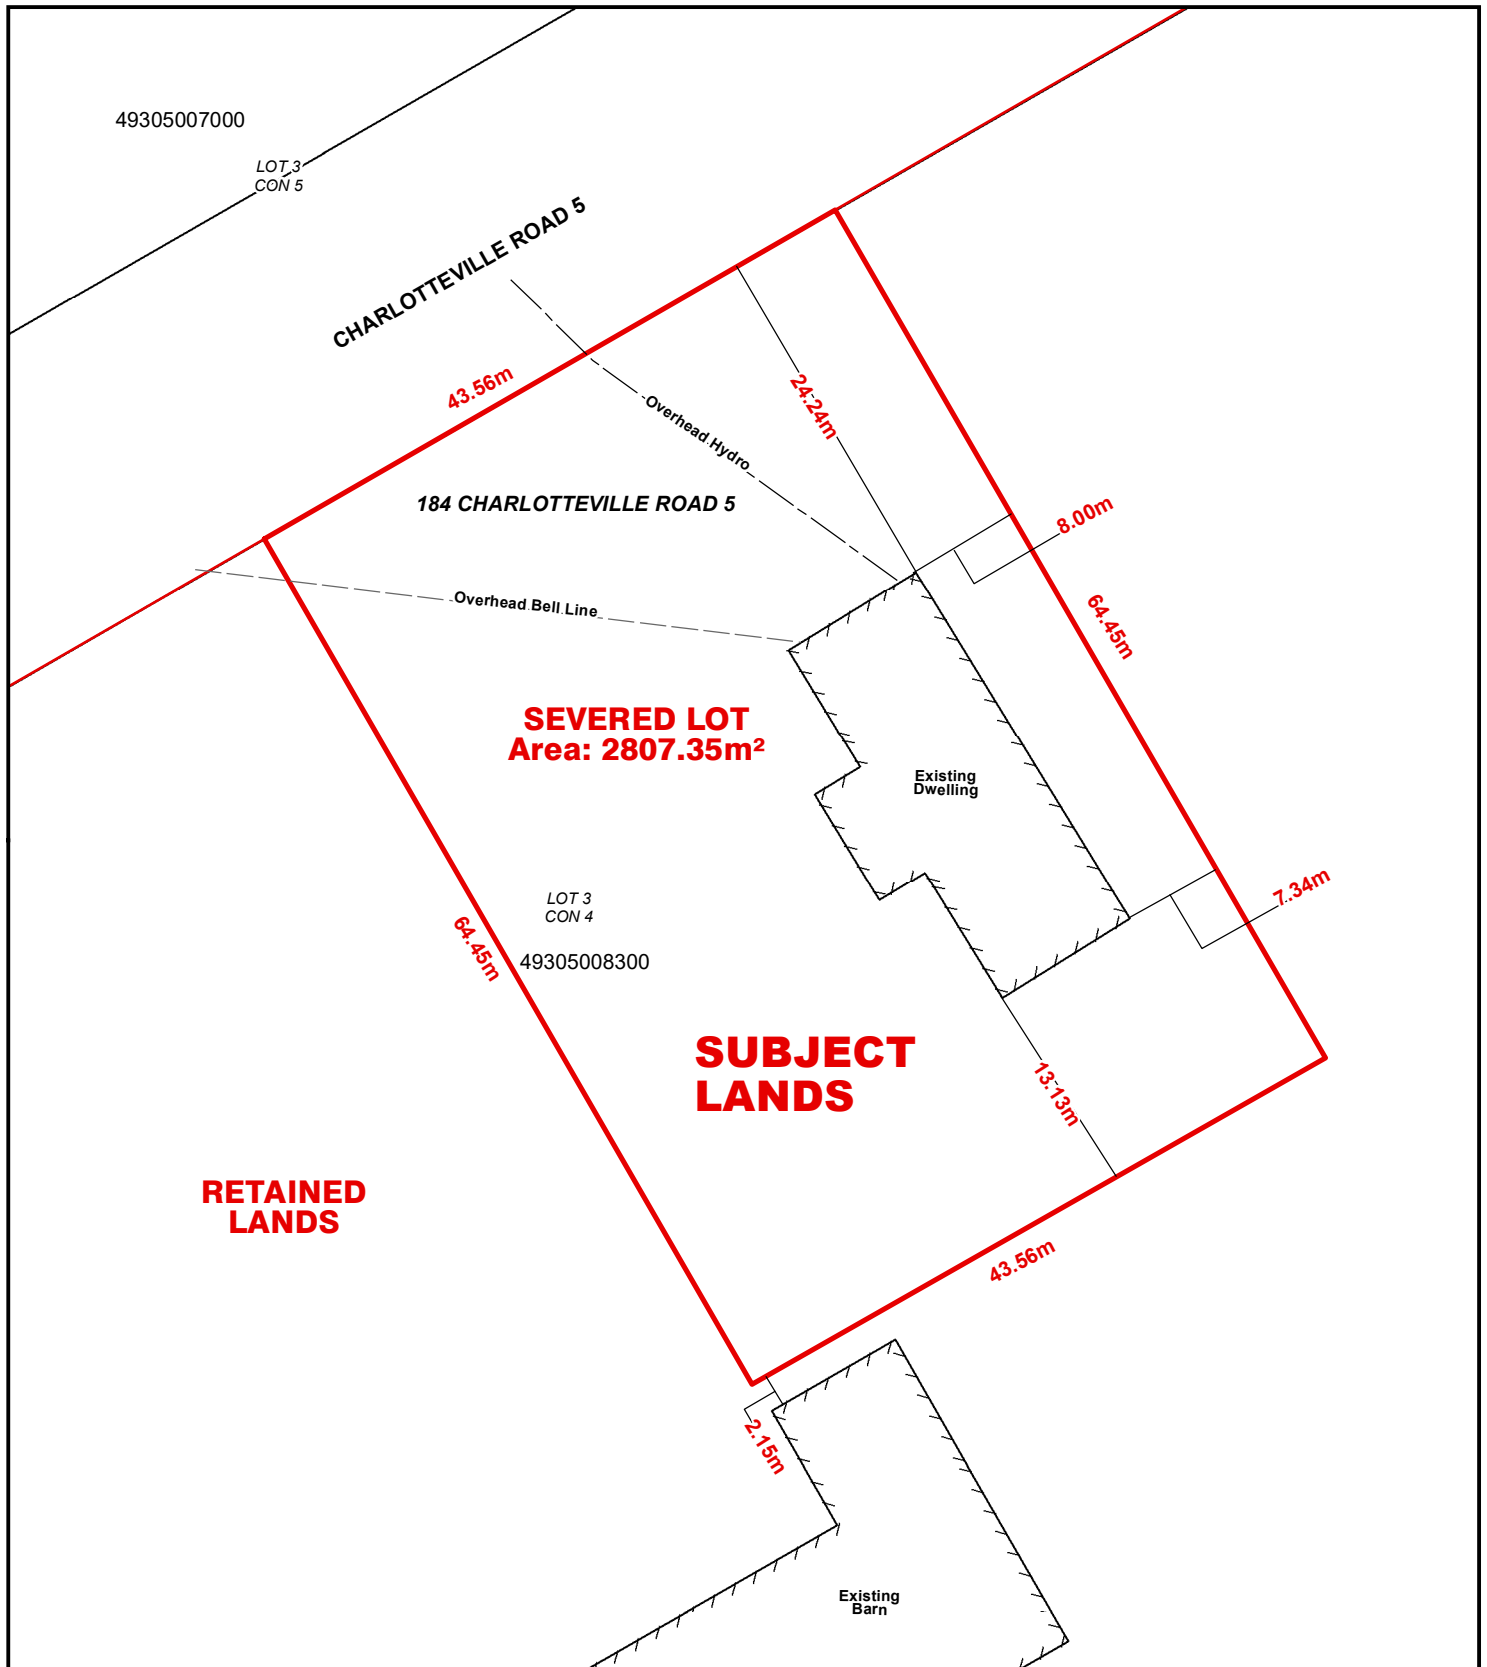 49305007000
LOT 3
CON 5
CHARLOTTEVILLE ROAD 5
43.56m
24.24m
Overhead Hydro
184 CHARLOTTEVILLE ROAD 5
8.00m
Overhead Bell Line
64.45m
SEVERED LOT
Area: 2807.35m²
Existing
Dwelling
LOT 3
CON 4
7.34m
64.45m
49305008300
SUBJECT
LANDS
13.13m
RETAINED
LANDS
43.56m
2.15m
Existing
Barn